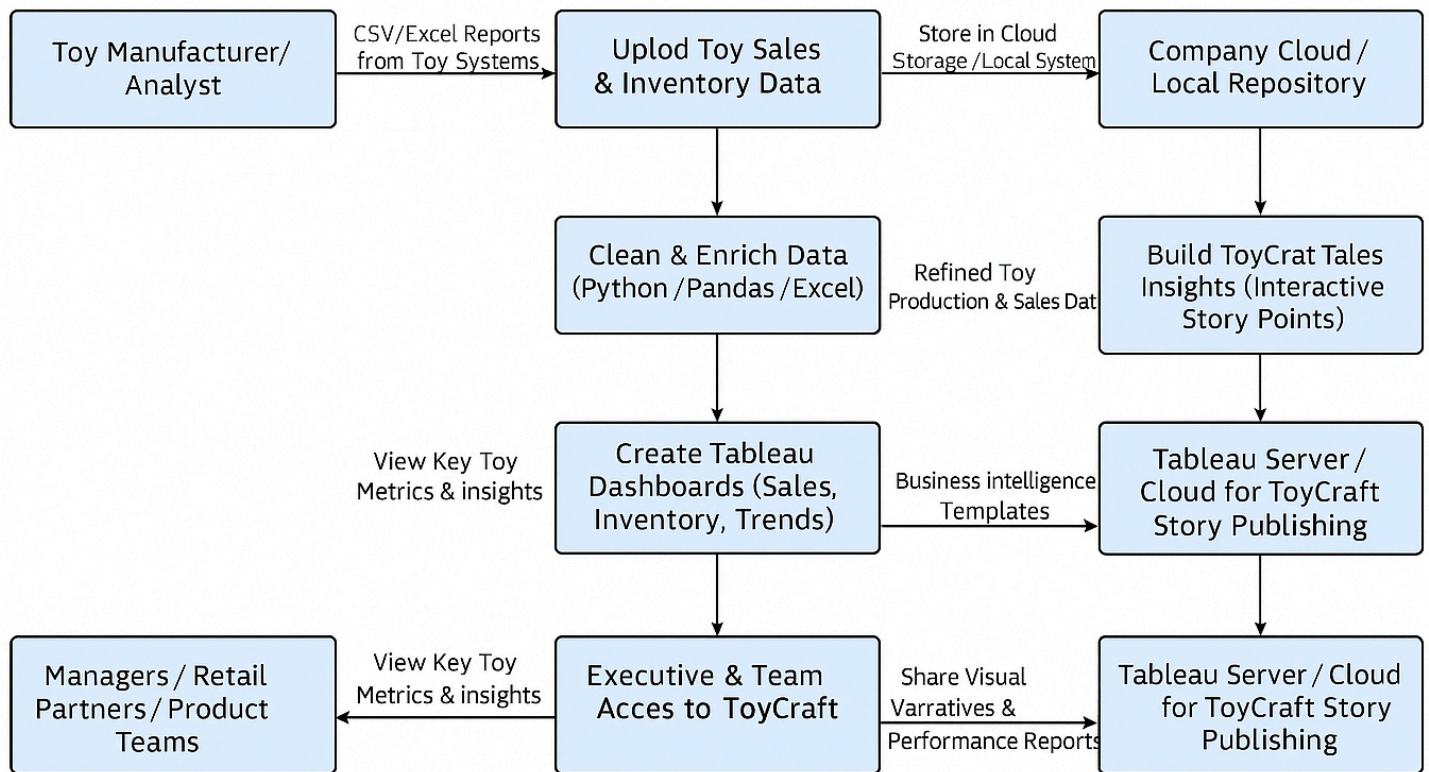 Toy Manufacturer/
Analyst
CSV/Excel Reports
from Toy Systems
Uplod Toy Sales
& Inventory Data
Store in Cloud
Storage /Local System
Company Cloud /
Local Repository
Clean & Enrich Data
(Python /Pandas /Excel)
Refined Toy
Production & Sales Dat
Build ToyCrat Tales
Insights (Interactive
Story Points)
View Key Toy
Metrics & insights
Create Tableau
Dashboards (Sales,
Inventory, Trends)
Business intelligence
Templates
Tableau Server /
Cloud for ToyCraft
Story Publishing
Managers / Retail
Partners / Product
Teams
View Key Toy
Metrics & insights
Executive & Team
Acces to ToyCraft
Share Visual
Varratives &
Performance Reports
Tableau Server / Cloud
for ToyCraft Story
Publishing